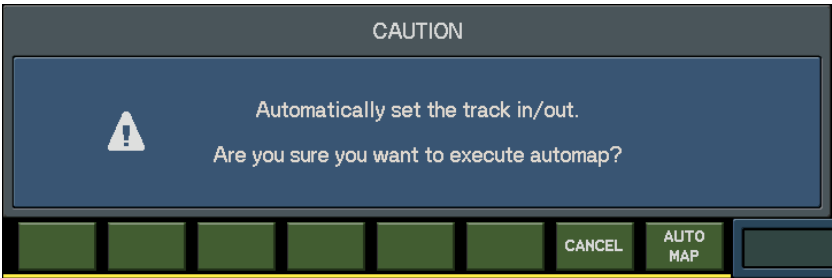 CAUTION
Automatically set the track in/out.
Are you sure you want to execute automap?
CANCEL
AUTO
MAP